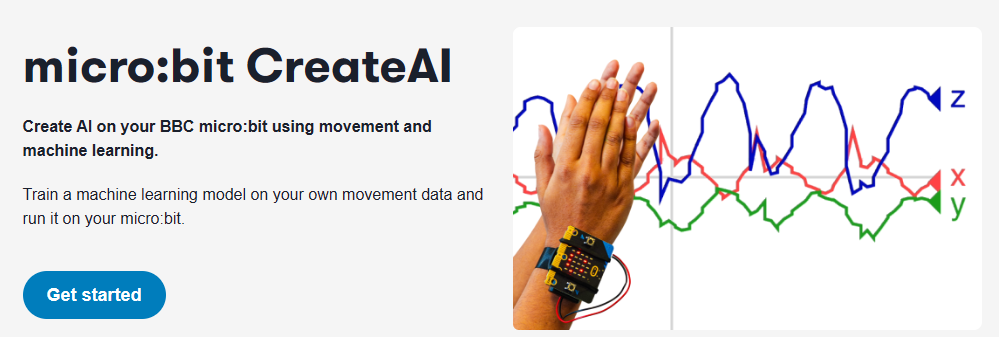 micro:bit CreateAI
Create AI on your BBC micro:bit using movement and
machine learning.
Train a machine learning model on your own movement data and
run it on your micro:bit.
Get started
z
x
y